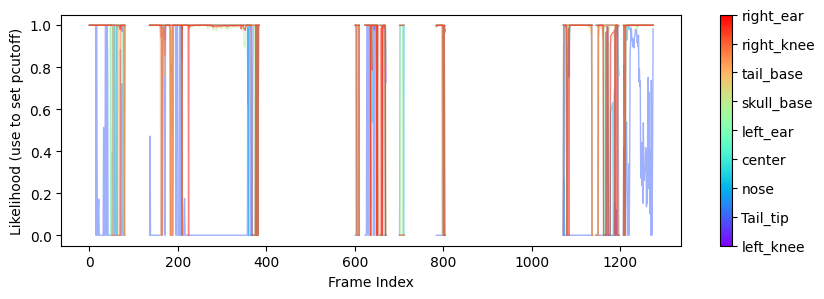 Likelihood (use to set pcutoff)
1.0
0.8
0.6
0.4
0.2
0.0
0 200 400 600 800 1000 1200
Frame Index
right_ear
right_knee
tail_base
skull_base
left_ear
center
nose
Tail_tip
left_knee